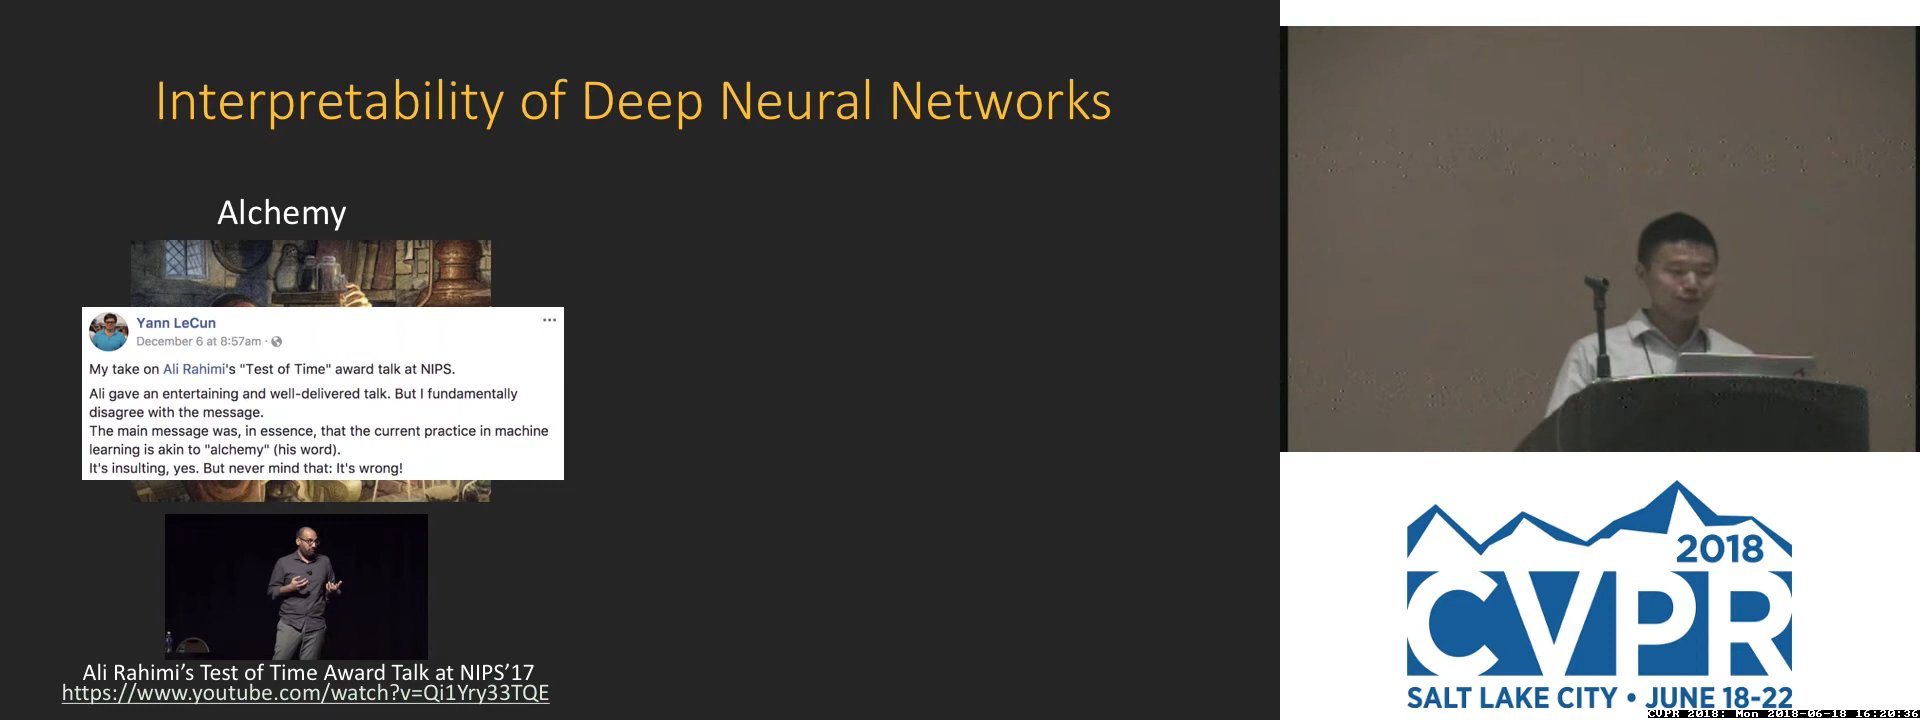 Interpretability of Deep Neural Networks
Alchemy
Yann LeCun
December 6 at 8:57am ·
My take on Ali Rahimi's "Test of Time" award talk at NIPS.
Ali gave an entertaining and well-delivered talk. But I fundamentally
disagree with the message.
The main message was, in essence, that the current practice in machine
learning is akin to "alchemy" (his word).
It's insulting, yes. But never mind that: It's wrong!
Ali Rahimi’s Test of Time Award Talk at NIPS’17
https://www.youtube.com/watch?v=Qi1Yry33TQE
2018
CVPR
SALT LAKE CITY • JUNE 18-22
CVPR 2018: Mon 2018-06-18 16:20:36